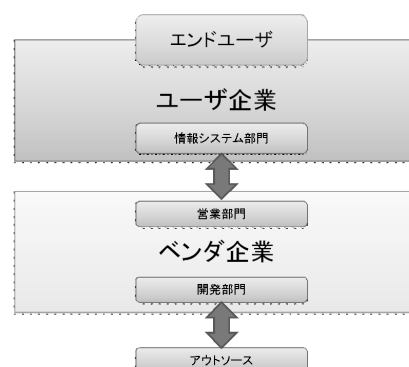 エンドユーザ
ユーザ企業
情報システム部門
営業部門
ベンダ企業
開発部門
アウトソース